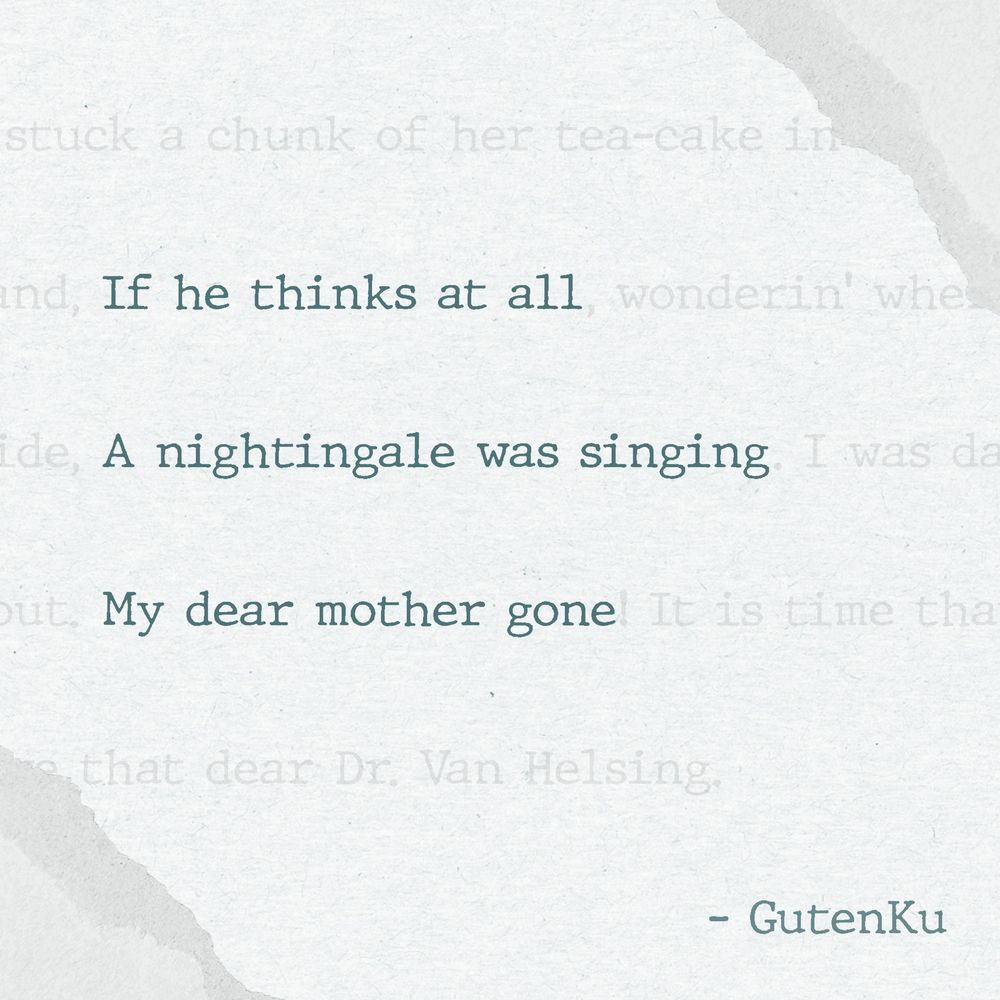 stuck a chunk of her tea-cake in
and, If he thinks at all, wonderin' whe
ide, A nightingale was singing. I was da
out. My dear mother gone! It is time tha
that dear Dr. Van Helsing.
- GutenKu